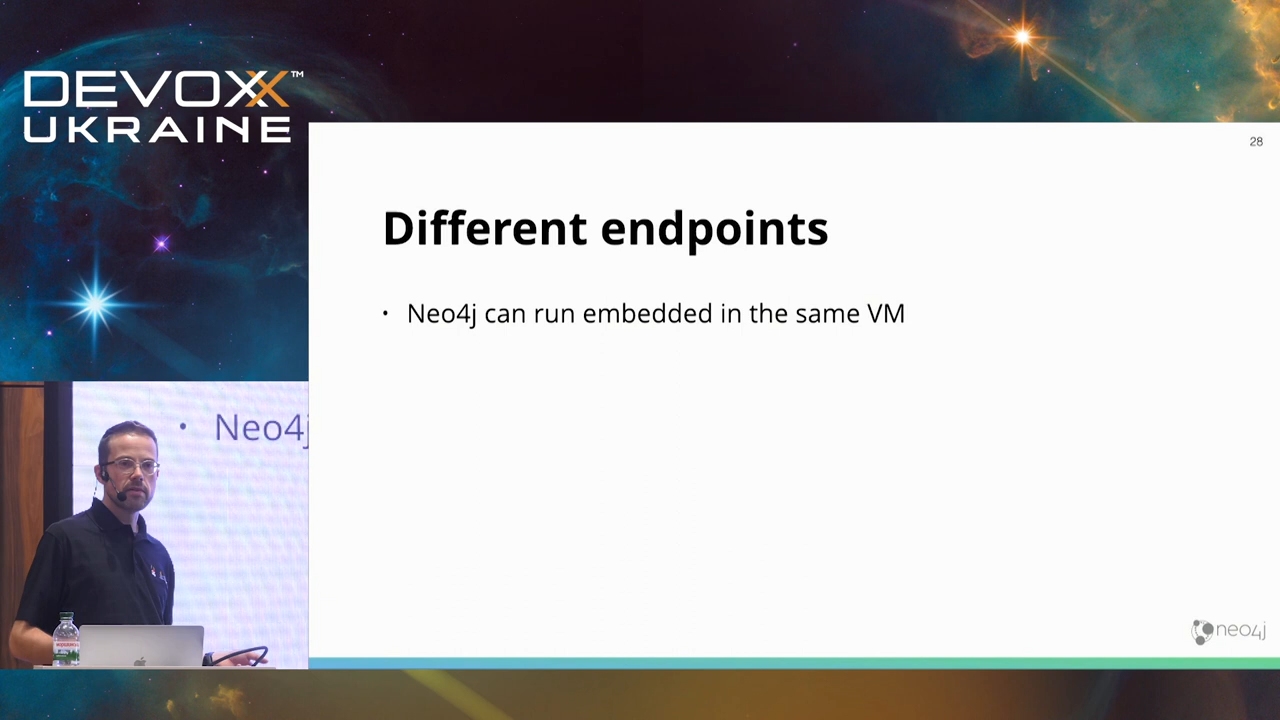 DEVOXX™
UKRAINE
28
Different endpoints
• Neo4j can run embedded in the same VM
• Neo4j
neo4j